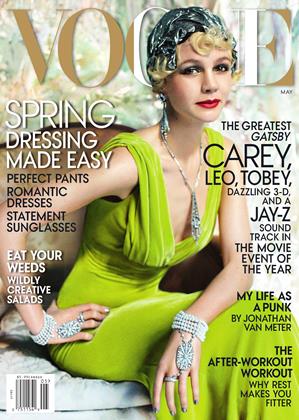 VOGUE
MAY
SPRING
DRESSING
MADE EASY
PERFECT PANTS
ROMANTIC
DRESSES
STATEMENT
SUNGLASSES
EAT YOUR
WEEDS
WILDLY
CREATIVE
SALADS
THE GREATEST
GATSBY
CAREY,
LEO, TOBEY,
DAZZLING 3-D,
AND A
JAY-Z
SOUND
TRACK IN
THE MOVIE
EVENT OF
THE YEAR
MY LIFE AS
A PUNK
BY JONATHAN
VAN METER
THE
AFTER-WORKOUT
WORKOUT
WHY REST
MAKES YOU
FITTER